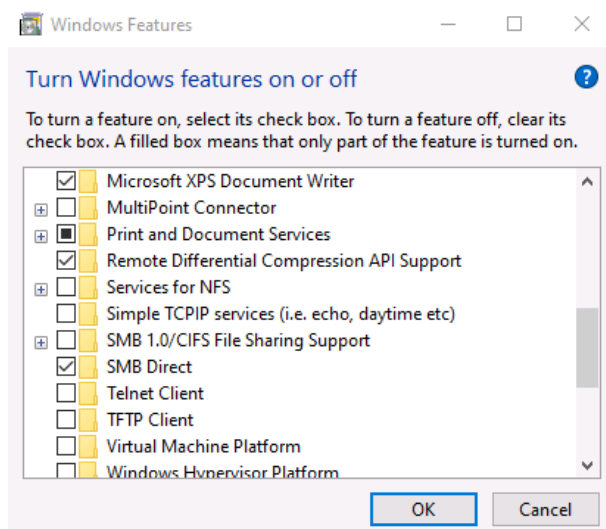 Windows Features
Turn Windows features on or off
?
To turn a feature on, select its check box. To turn a feature off, clear its
check box. A filled box means that only part of the feature is turned on.
Microsoft XPS Document Writer
MultiPoint Connector
Print and Document Services
Remote Differential Compression API Support
Services for NFS
Simple TCPIP services (i.e. echo, daytime etc)
SMB 1.0/CIFS File Sharing Support
SMB Direct
Telnet Client
TFTP Client
Virtual Machine Platform
Windows Hypervisor Platform
OK
Cancel